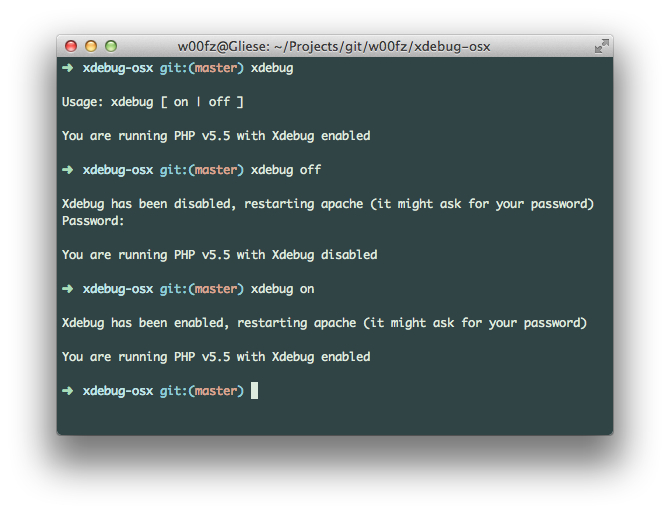 w00fz@Gliese: ~/Projects/git/w00fz/xdebug-osx
➜ xdebug-osx git:(master) xdebug
Usage: xdebug [ on | off ]
You are running PHP v5.5 with Xdebug enabled
➜ xdebug-osx git:(master) xdebug off
Xdebug has been disabled, restarting apache (it might ask for your password)
Password:
You are running PHP v5.5 with Xdebug disabled
➜ xdebug-osx git:(master) xdebug on
Xdebug has been enabled, restarting apache (it might ask for your password)
You are running PHP v5.5 with Xdebug enabled
➜ xdebug-osx git:(master)